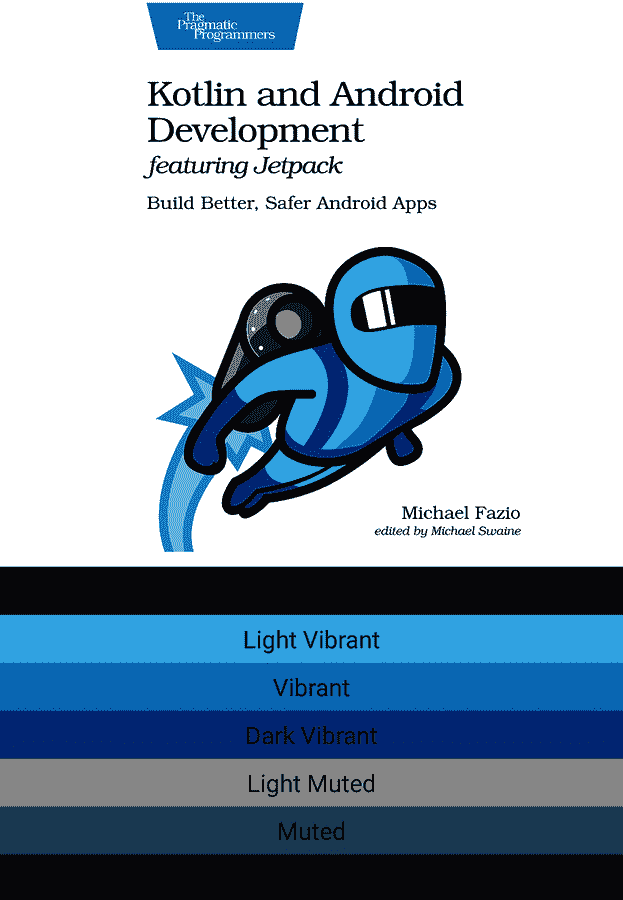 The
Pragmatic
Programmers
Kotlin and Android
Development
featuring Jetpack
Build Better, Safer Android Apps
Michael Fazio
edited by Michael Swaine
Light Vibrant
Vibrant
Dark Vibrant
Light Muted
Muted